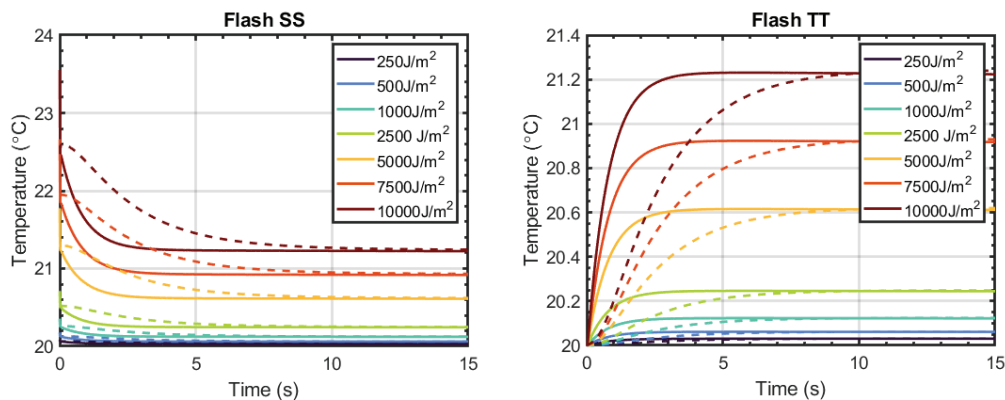 Flash SS
Temperature (°C)
24
23
22
21
20
0
5
10
15
Time (s)
250J/m²
500J/m²
1000J/m²
2500 J/m²
5000J/m²
7500J/m²
10000J/m²
Flash TT
Temperature (°C)
21.4
21.2
21
20.8
20.6
20.4
20.2
20
0
5
10
15
Time (s)
250J/m²
500J/m²
1000J/m²
2500 J/m²
5000J/m²
7500J/m²
10000J/m²